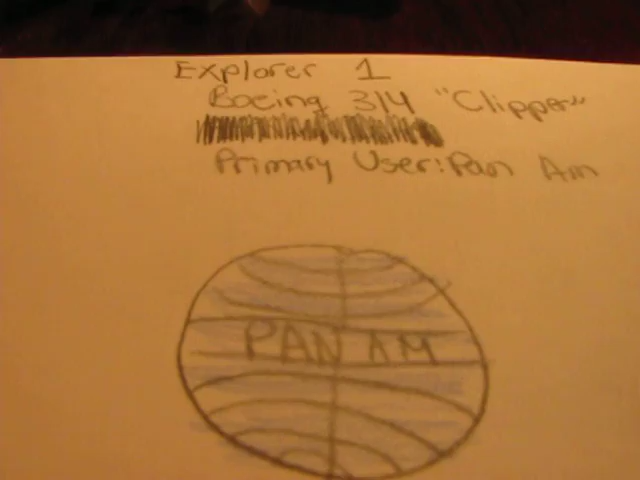 Explorer 1
Boeing 314 "Clipper"
Primary User: Pan Am
PAN AM